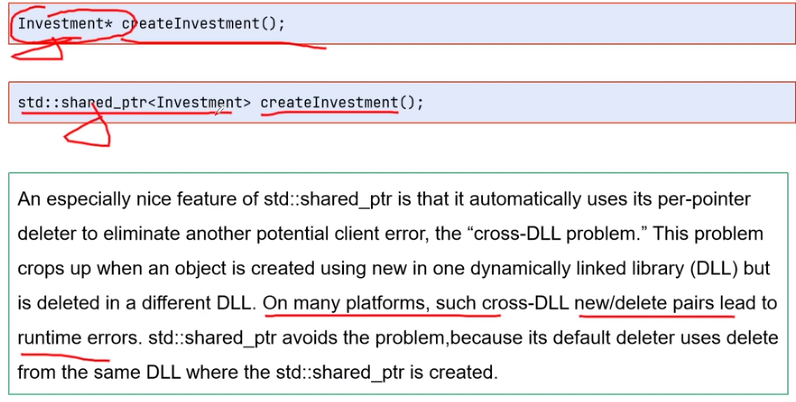 Investment* createInvestment();
std::shared_ptr<Investment> createInvestment();
An especially nice feature of std::shared_ptr is that it automatically uses its per-pointer
deleter to eliminate another potential client error, the “cross-DLL problem.” This problem
crops up when an object is created using new in one dynamically linked library (DLL) but
is deleted in a different DLL. On many platforms, such cross-DLL new/delete pairs lead to
runtime errors. std::shared_ptr avoids the problem,because its default deleter uses delete
from the same DLL where the std::shared_ptr is created.